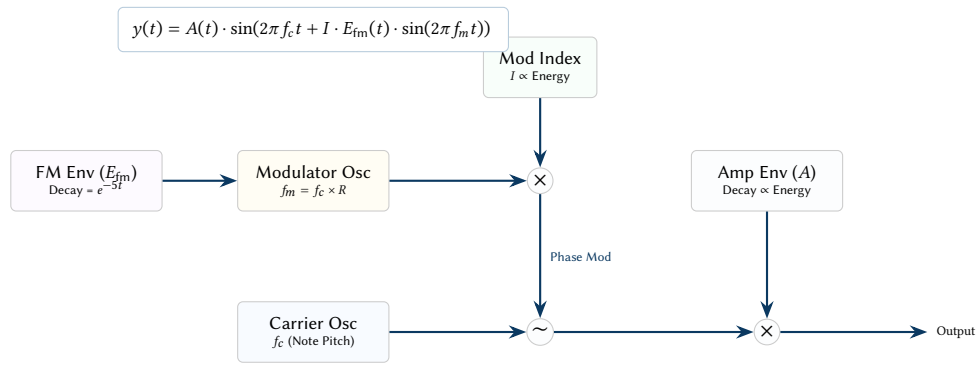 y(t) = A(t) · sin(2πf_c t + I · E_fm(t) · sin(2πf_m t))
Mod Index
I ∝ Energy
FM Env (E_fm)
Decay = e^−5t
Modulator Osc
f_m = f_c × R
×
Amp Env (A)
Decay ∝ Energy
Phase Mod
Carrier Osc
f_c (Note Pitch)
~
×
Output